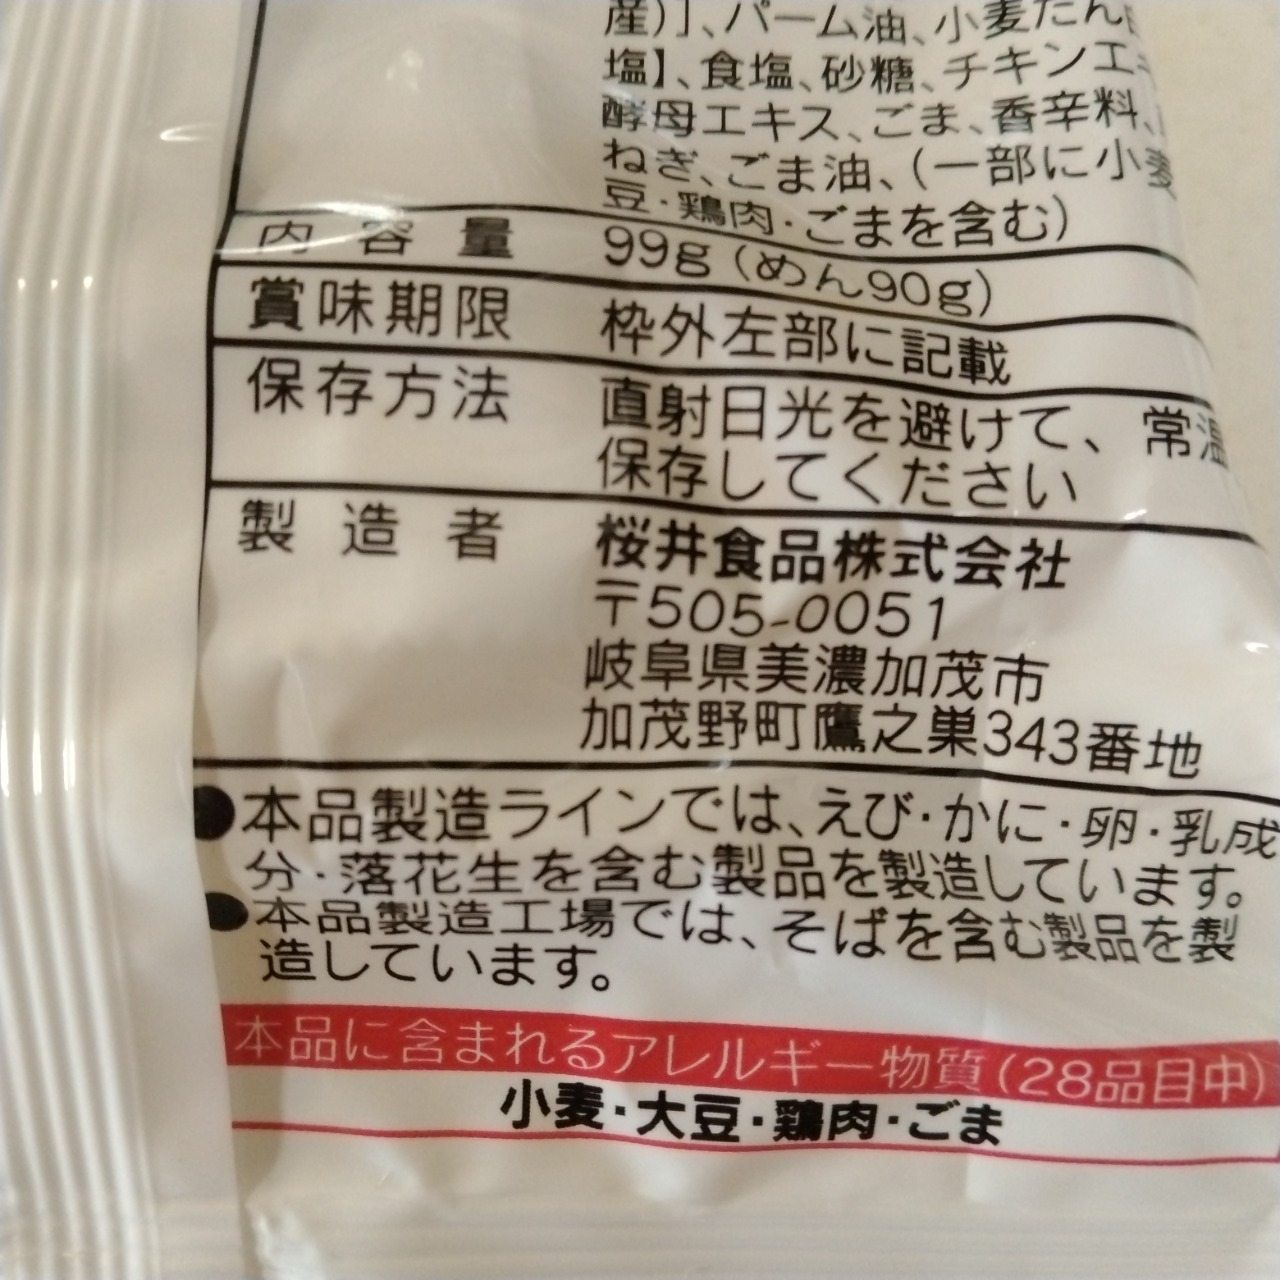 産)]、パーム油、小麦たん
塩】、食塩、砂糖、チキンエキ
酵母エキス、ごま、香辛料、
ねぎ、ごま油、(一部に小麦
豆・鶏肉・ごまを含む)
内容量 99g(めん90g)
賞味期限 枠外左部に記載
保存方法 直射日光を避けて、常温
保存してください
製造者 桜井食品株式会社
〒505-0051
岐阜県美濃加茂市
加茂野町鷹之巣343番地
●本品製造ラインでは、えび・かに・卵・乳成
分・落花生を含む製品を製造しています。
●本品製造工場では、そばを含む製品を製
造しています。
本品に含まれるアレルギー物質(28品目中)
小麦・大豆・鶏肉・ごま